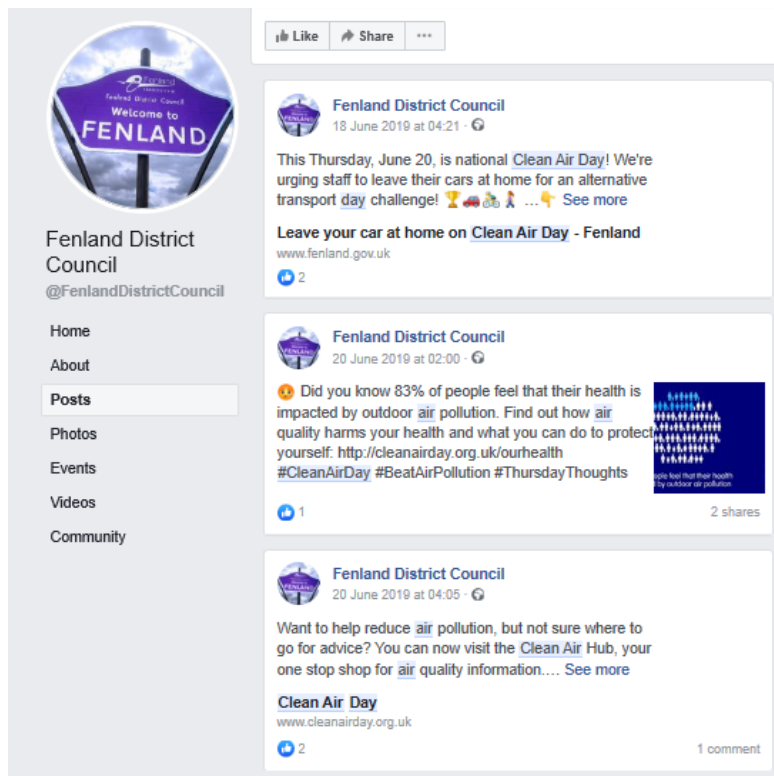 Fenland District Council
Welcome to
FENLAND
Fenland District
Council
@FenlandDistrictCouncil
Home
About
Posts
Photos
Events
Videos
Community
Like Share ...
Fenland District Council
18 June 2019 at 04:21 ·
This Thursday, June 20, is national Clean Air Day! We're
urging staff to leave their cars at home for an alternative
transport day challenge! 🏆🚗🚴🚶 ...👇 See more
Leave your car at home on Clean Air Day - Fenland
www.fenland.gov.uk
2
Fenland District Council
20 June 2019 at 02:00 ·
😡 Did you know 83% of people feel that their health is
impacted by outdoor air pollution. Find out how air
quality harms your health and what you can do to protect
yourself: http://cleanairday.org.uk/ourhealth
#CleanAirDay #BeatAirPollution #ThursdayThoughts
ople feel that their health
d by outdoor air pollution
1
2 shares
Fenland District Council
20 June 2019 at 04:05 ·
Want to help reduce air pollution, but not sure where to
go for advice? You can now visit the Clean Air Hub, your
one stop shop for air quality information.... See more
Clean Air Day
www.cleanairday.org.uk
2
1 comment